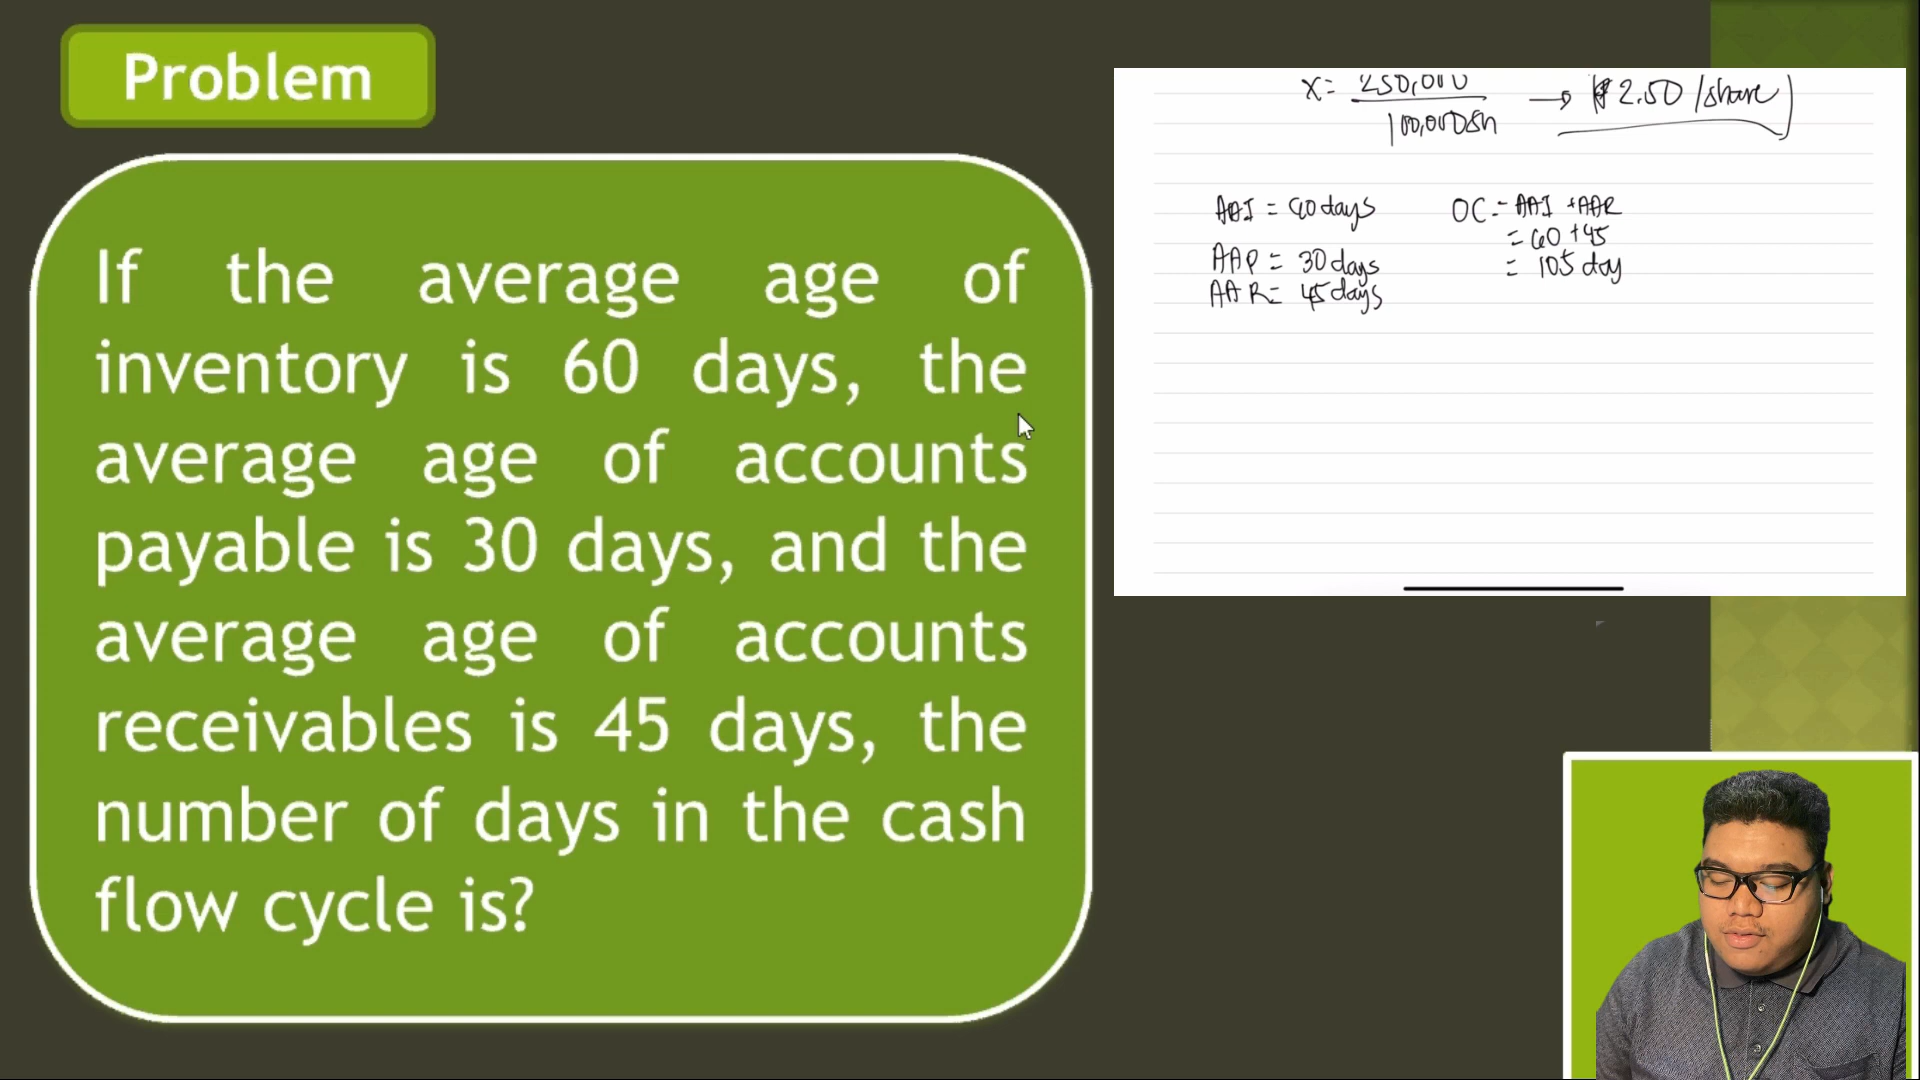 Problem
If the average age of
inventory is 60 days, the
average age of accounts
payable is 30 days, and the
average age of accounts
receivables is 45 days, the
number of days in the cash
flow cycle is?
X = 250,000
100,000sh
→ ₱2.50 /share
AAI = 60 days
AAP = 30 days
AAR = 45 days
OC = AAI + AAR
= 60 + 45
= 105 day